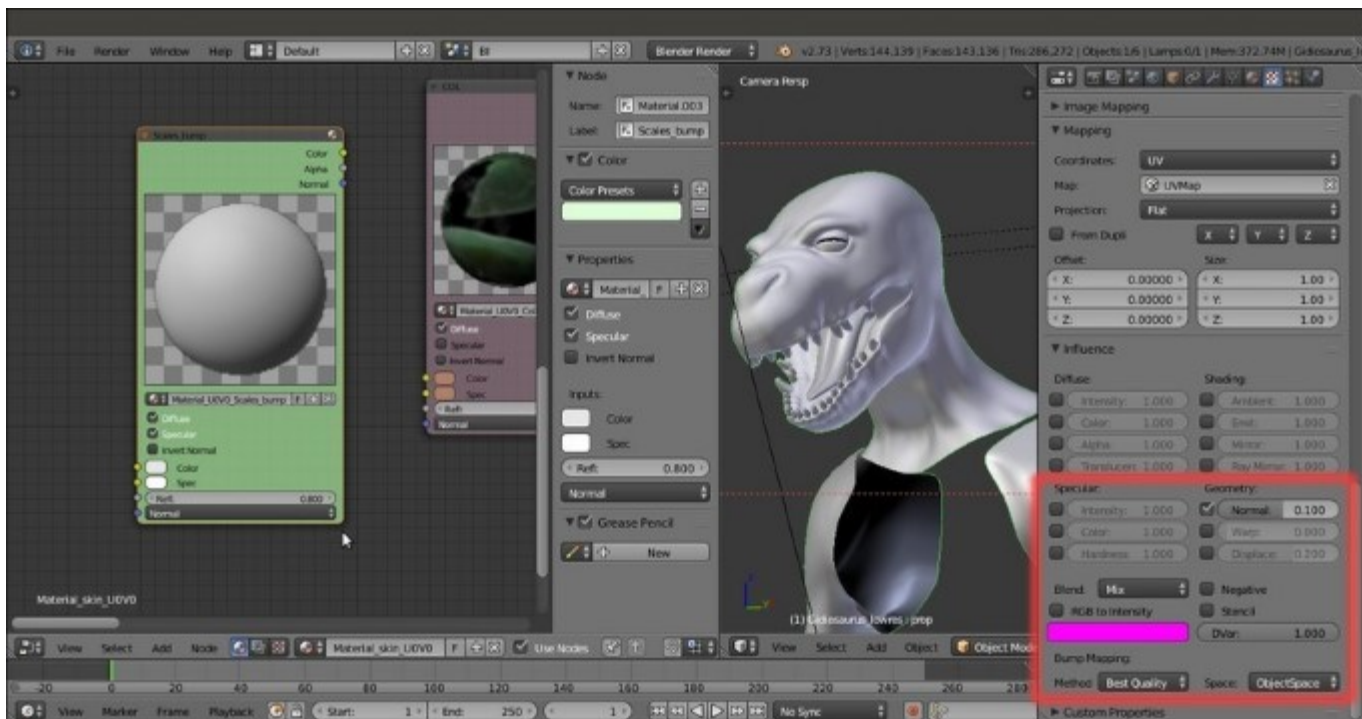 File Render Window Help Default BI Blender Render v2.73 | Verts:144,139 | Faces:143,136 | Tris:286,272 | Objects:1/6 | Lamps:0/1 | Mem:372.74M | Gidiosaurus_l
Scales_bump
Color
Alpha
Normal
Material_U0V0_Scales_bump F
Diffuse
Specular
Invert Normal
Color
Spec
Refl: 0.800
Normal
COL
Material_U0V0_Col
Diffuse
Specular
Invert Normal
Color
Spec
Refl:
Normal
Material_skin_U0V0
Node
Name: Material.003
Label: Scales_bump
Color
Color Presets
Properties
Material_ F
Diffuse
Specular
Invert Normal
Inputs:
Color
Spec
Refl: 0.800
Normal
Grease Pencil
New
Camera Persp
(1) Gidiosaurus_lowres : prop
Image Mapping
Mapping
Coordinates: UV
Map: UVMap
Projection: Flat
From Dupli X Y Z
Offset: Size:
X: 0.00000 X: 1.00
Y: 0.00000 Y: 1.00
Z: 0.00000 Z: 1.00
Influence
Diffuse: Shading:
Intensity: 1.000 Ambient: 1.000
Color: 1.000 Emit: 1.000
Alpha: 1.000 Mirror: 1.000
Translucen: 1.000 Ray Mirror: 1.000
Specular: Geometry:
Intensity: 1.000 Normal: 0.100
Color: 1.000 Warp: 0.000
Hardness: 1.000 Displace: 0.200
Blend: Mix Negative
RGB to Intensity Stencil
DVar: 1.000
Bump Mapping:
Method: Best Quality Space: ObjectSpace
Custom Properties
View Select Add Node Material_skin_U0V0 F Use Nodes
View Select Add Object Object Mode
-20 0 20 40 60 80 100 120 140 160 180 200 220 240 260 280
View Marker Frame Playback Start: 1 End: 250 1 No Sync